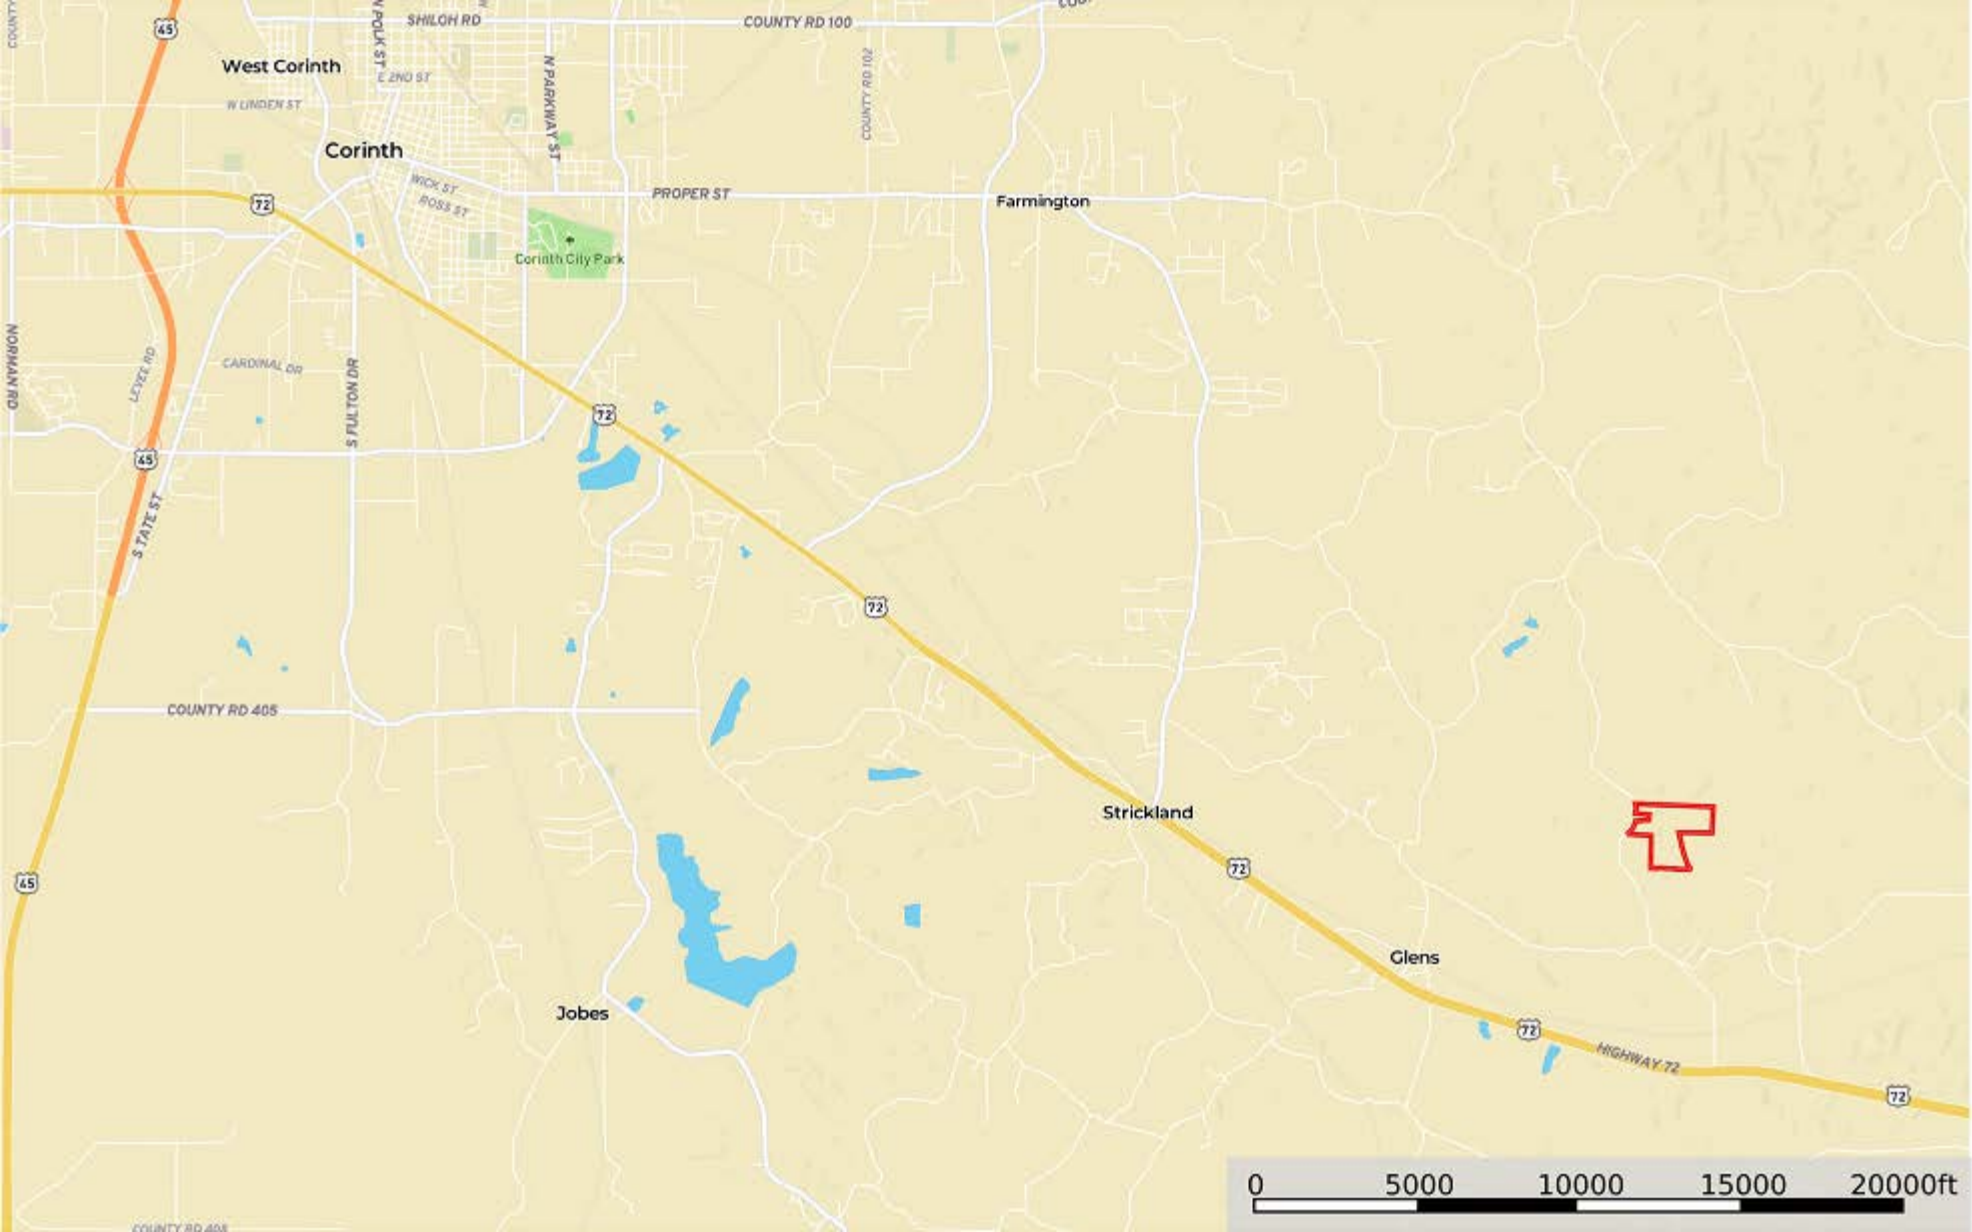 COUNTY
45
N POLK ST
SHILOH RD
COUNTY RD 100
West Corinth
E 2ND ST
N PARKWAY ST
COUNTY RD 102
W LINDEN ST
Corinth
WICK ST
ROSS ST
PROPER ST
Farmington
72
Corinth City Park
NORMAN RD
LEVEE RD
CARDINAL DR
S FULTON DR
72
45
S TATE ST
72
COUNTY RD 405
Strickland
72
45
Glens
Jobes
72
HIGHWAY 72
72
0 5000 10000 15000 20000ft
COUNTY RD 408